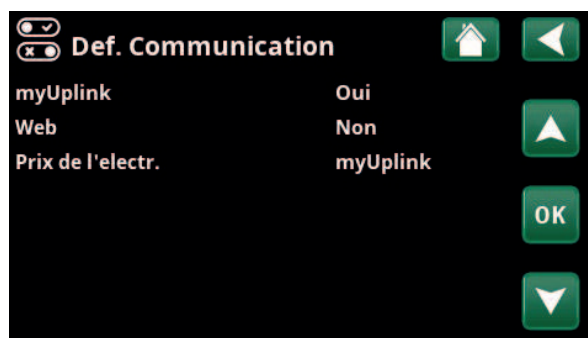 Def. Communication
myUplink Oui
Web Non
Prix de l'electr. myUplink
OK